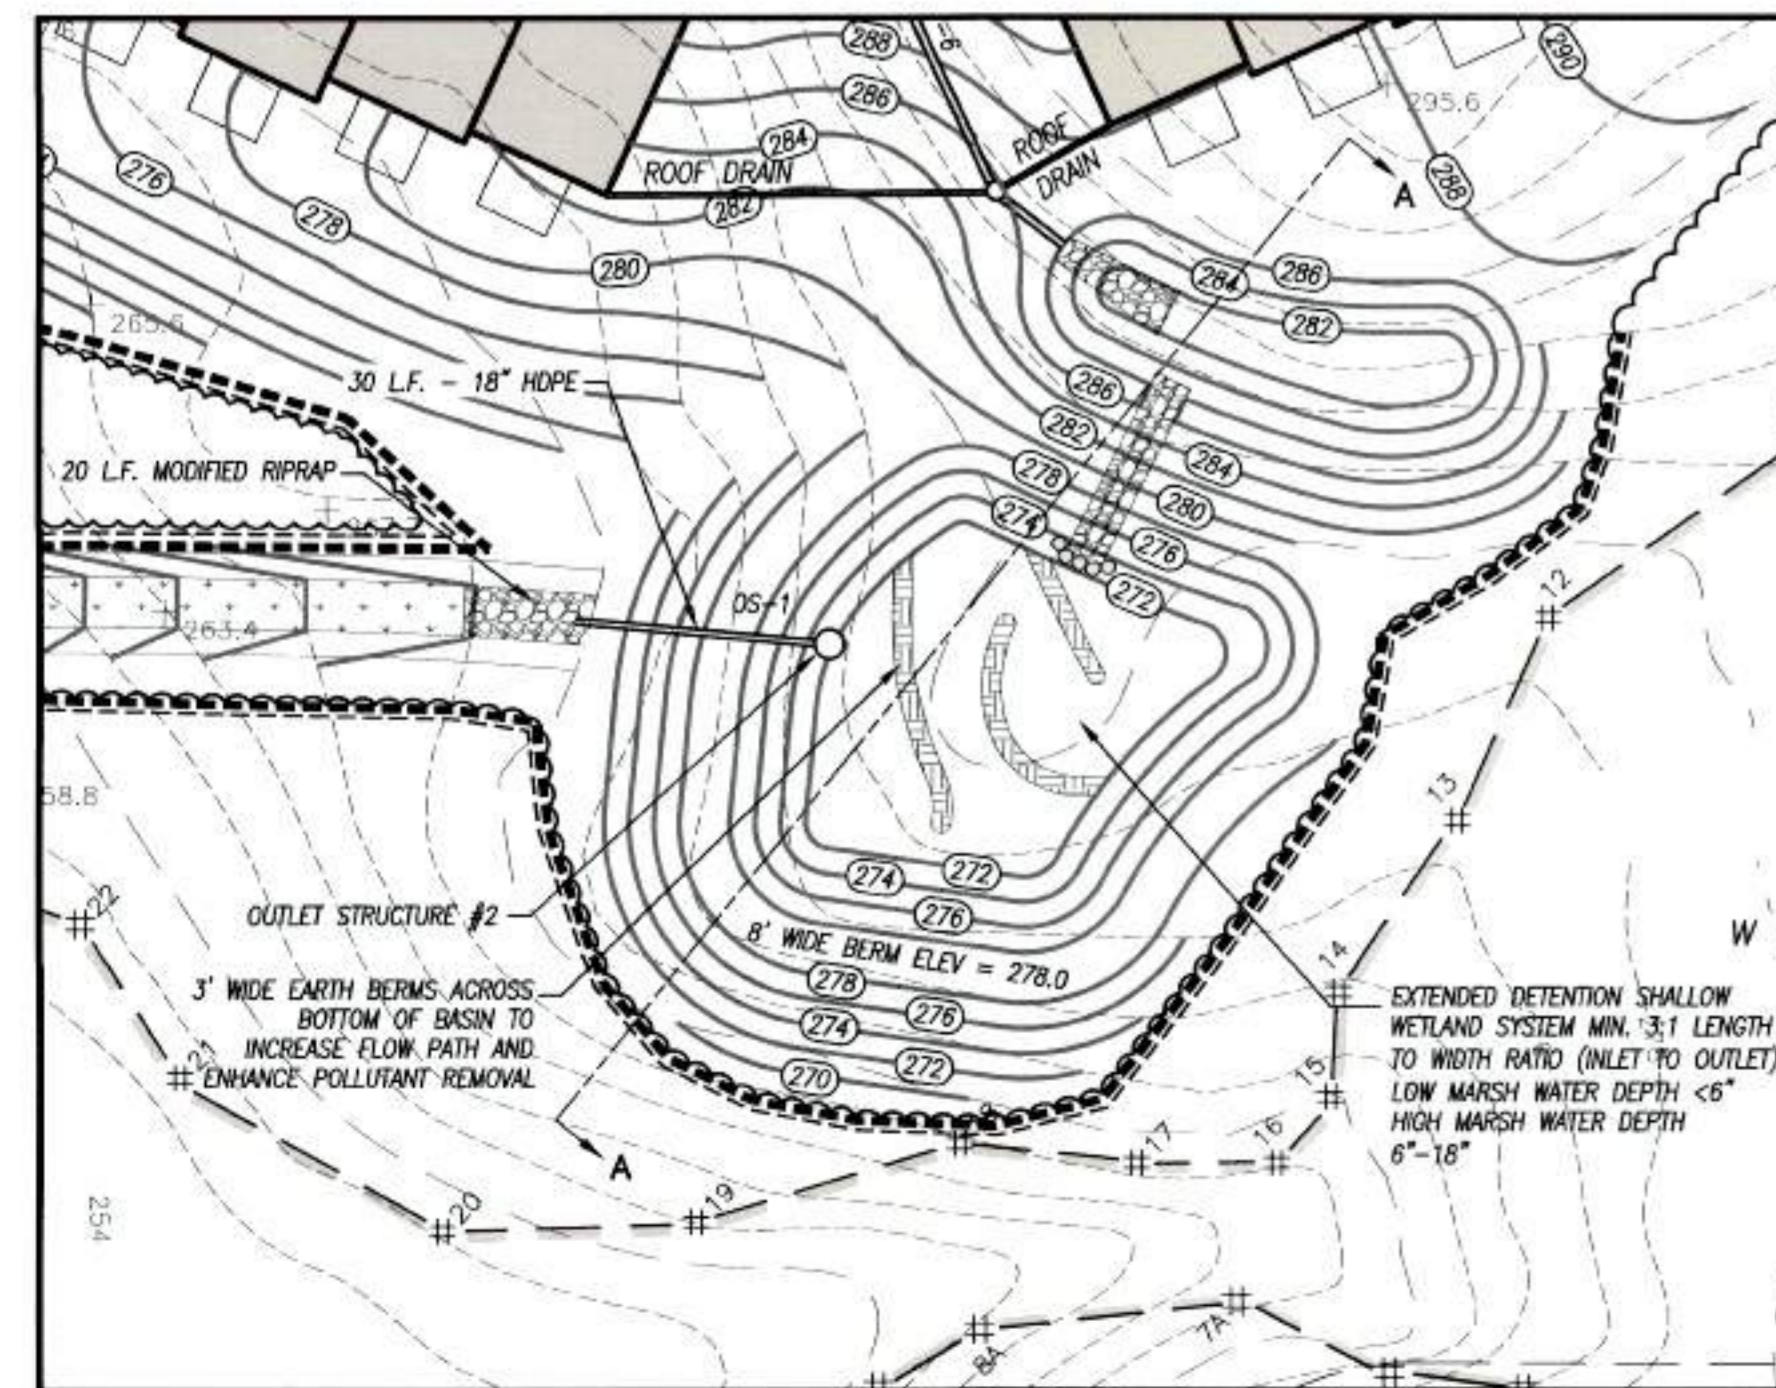 288
290
286
295.6
284
ROOF
DRAIN
ROOF DRAIN
276
282
288
A
278
280
284
286
282
265.6
30 L.F. - 18" HDPE
286
282
20 L.F. MODIFIED RIPRAP
278
284
280
274
276
272
OS-1
263.4
12
58.8
13
274
272
22
OUTLET STRUCTURE #2
276
W
8' WIDE BERM ELEV = 278.0
14
3' WIDE EARTH BERMS ACROSS
BOTTOM OF BASIN TO
INCREASE FLOW PATH AND
ENHANCE POLLUTANT REMOVAL
278
276
274
272
270
EXTENDED DETENTION SHALLOW
WETLAND SYSTEM MIN. 3:1 LENGTH
TO WIDTH RATIO (INLET TO OUTLET)
LOW MARSH WATER DEPTH <6"
HIGH MARSH WATER DEPTH
6"-18"
21
15
17
16
A
20
19
254
8A
7A